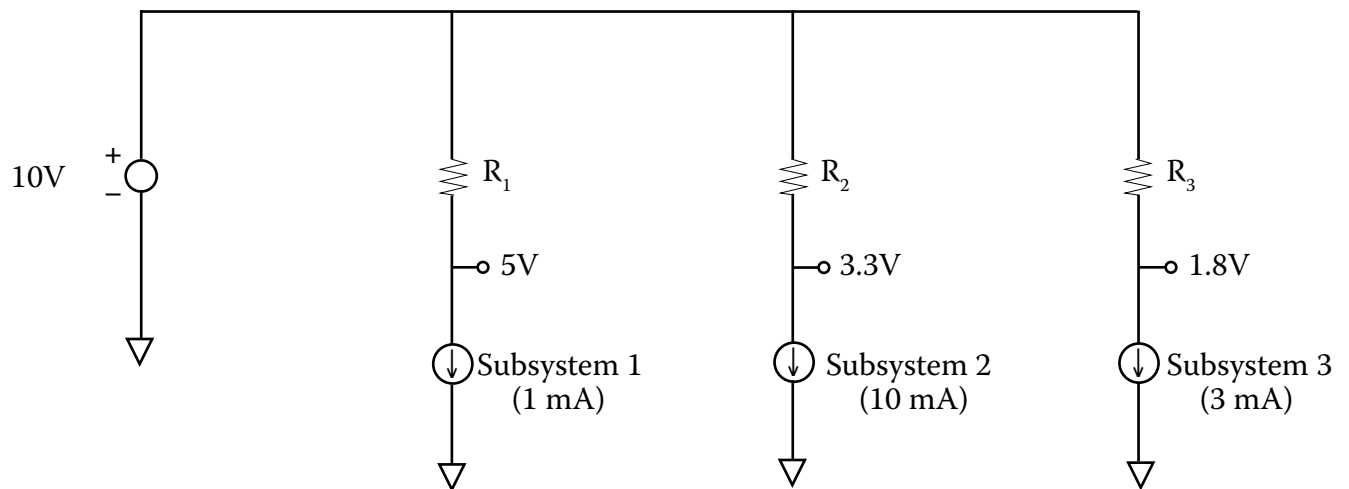 +
10V
−
R₁
R₂
R₃
5V
3.3V
1.8V
Subsystem 1
(1 mA)
Subsystem 2
(10 mA)
Subsystem 3
(3 mA)